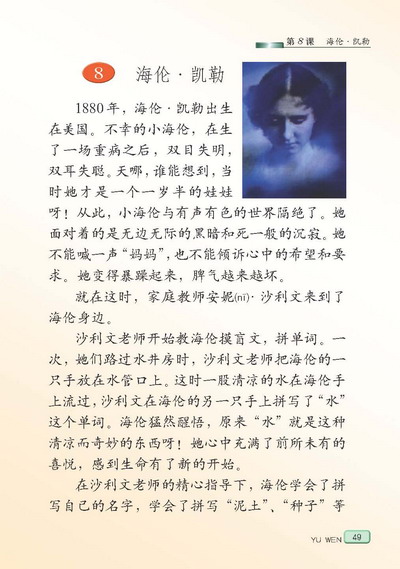 第8课 海伦·凯勒
8 海伦·凯勒
1880年，海伦·凯勒出生
在美国。不幸的小海伦，在生
了一场重病之后，双目失明，
双耳失聪。天哪，谁能想到，当
时她才是一个一岁半的娃娃
呀！从此，小海伦与有声有色的世界隔绝了。她
面对着的是无边无际的黑暗和死一般的沉寂。她
不能喊一声“妈妈”，也不能倾诉心中的希望和要
求。她变得暴躁起来，脾气越来越坏。
就在这时，家庭教师安妮(nī)·沙利文来到了
海伦身边。
沙利文老师开始教海伦摸盲文，拼单词。一
次，她们路过水井房时，沙利文老师把海伦的一
只手放在水管口上。这时一股清凉的水在海伦手
上流过，沙利文在海伦的另一只手上拼写了“水”
这个单词。海伦猛然醒悟，原来“水”就是这种
清凉而奇妙的东西呀！她心中充满了前所未有的
喜悦，感到生命有了新的开始。
在沙利文老师的精心指导下，海伦学会了拼
写自己的名字，学会了拼写“泥土”、“种子”等
YU WEN 49